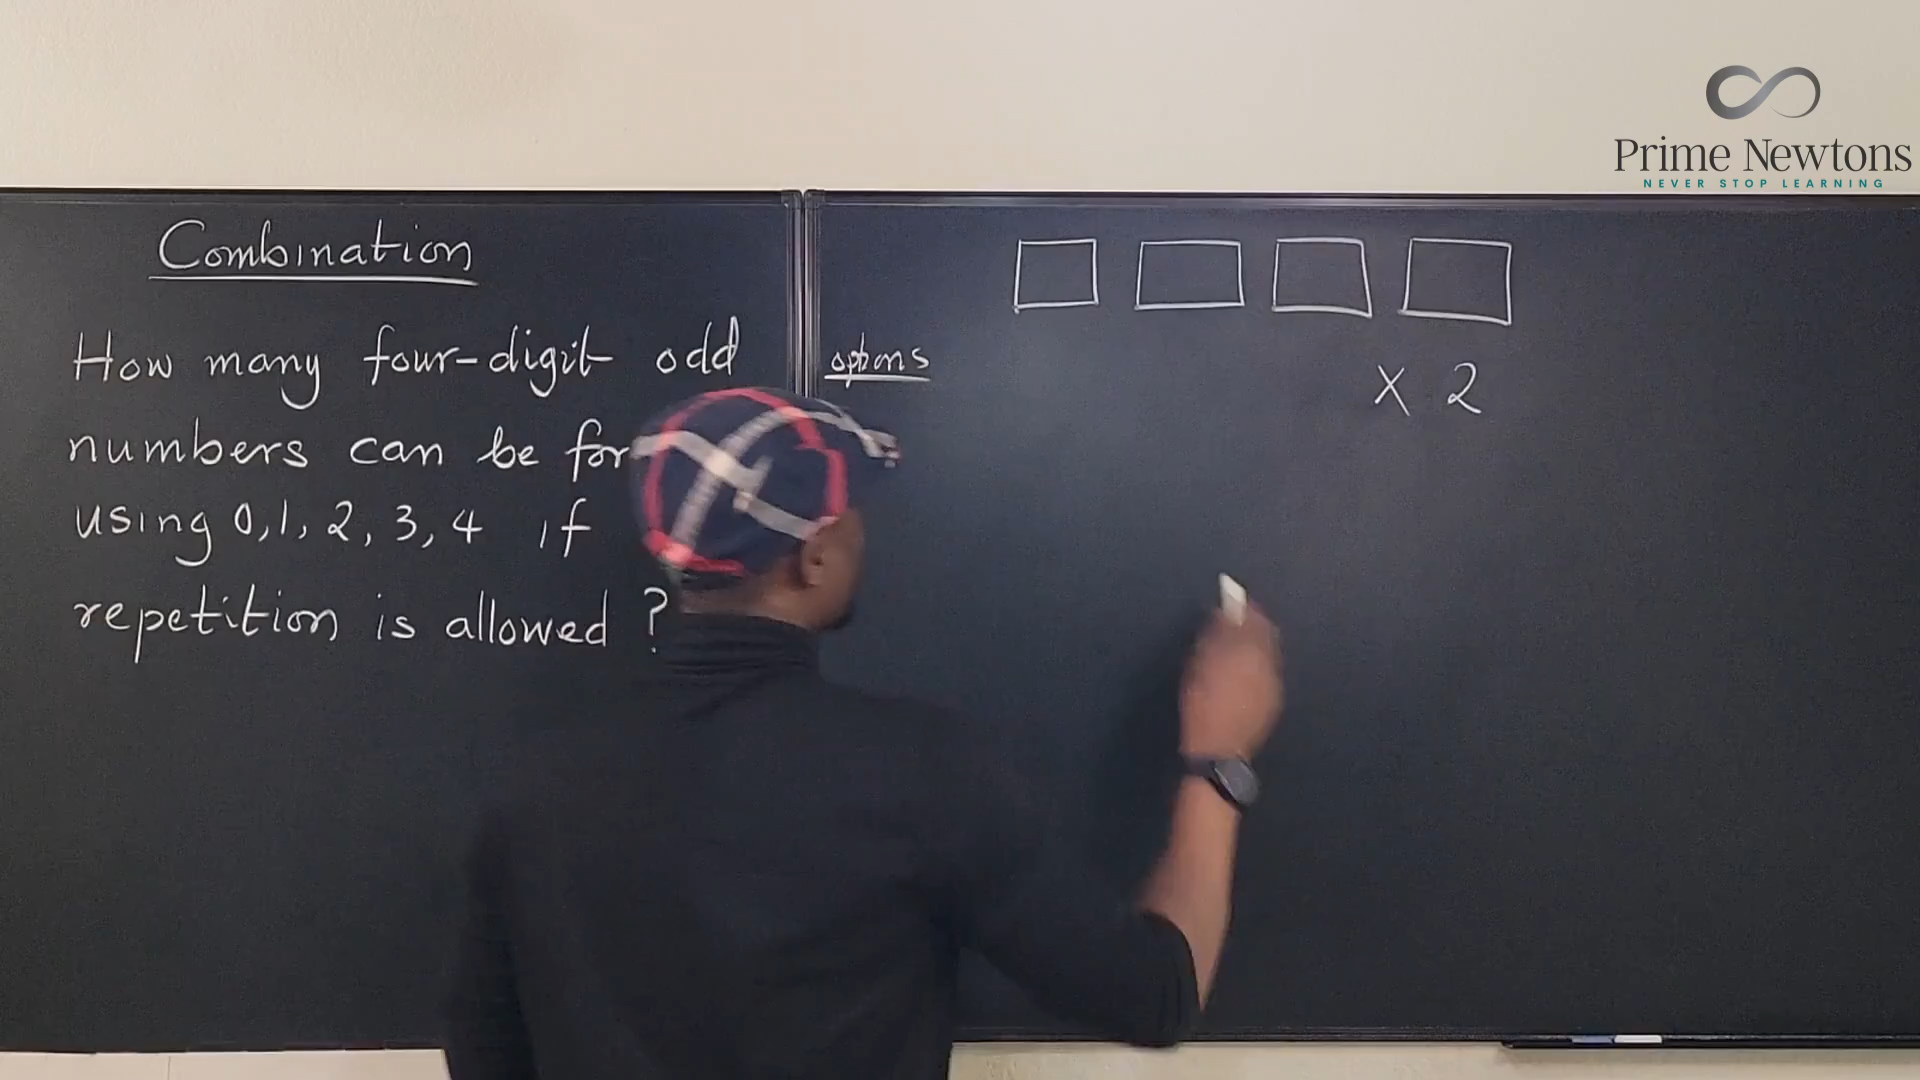 Prime Newtons
NEVER STOP LEARNING
Combination
How many four-digit odd
numbers can be for
using 0, 1, 2, 3, 4 if
repetition is allowed ?
options
X 2